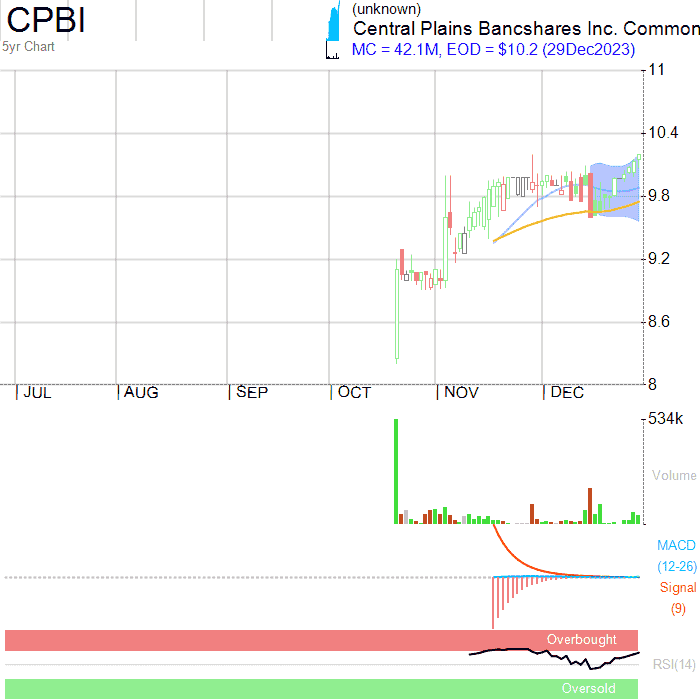 CPBI
5yr Chart
(unknown)
Central Plains Bancshares Inc. Common
MC = 42.1M, EOD = $10.2 (29Dec2023)
11
10.4
9.8
9.2
8.6
8
JUL
AUG
SEP
OCT
NOV
DEC
534k
Volume
MACD
(12-26)
Signal
(9)
Overbought
RSI(14)
Oversold